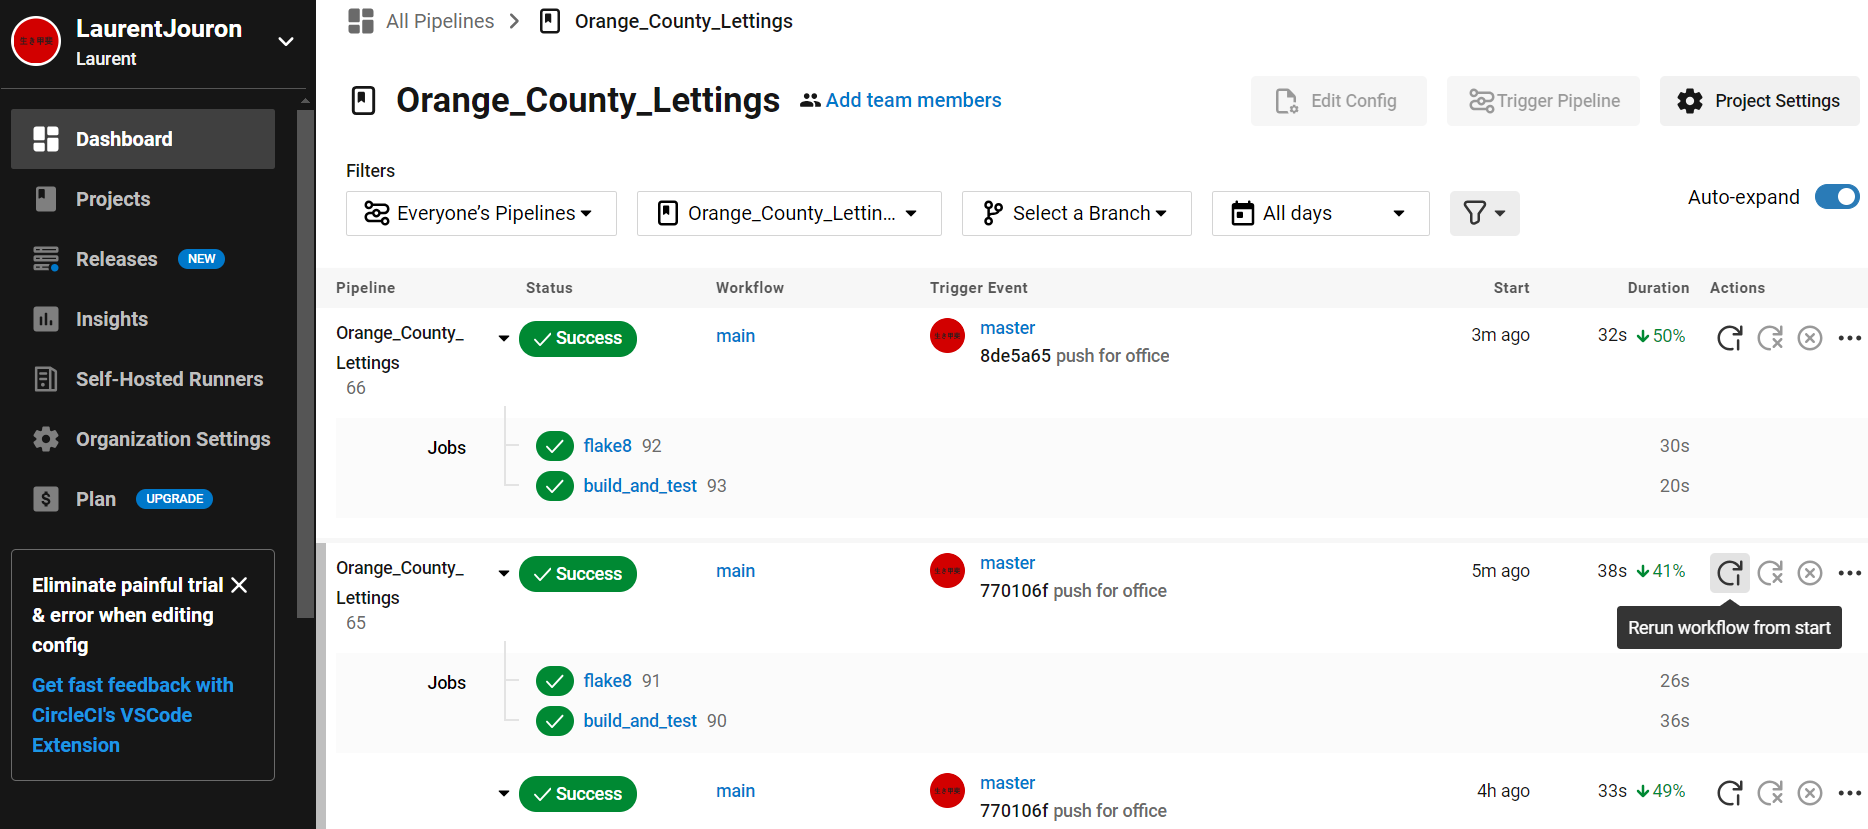 LaurentJouron
Laurent
Dashboard
Projects
Releases NEW
Insights
Self-Hosted Runners
Organization Settings
Plan UPGRADE
Eliminate painful trial
& error when editing
config
Get fast feedback with
CircleCI's VSCode
Extension
All Pipelines Orange_County_Lettings
Orange_County_Lettings Add team members
Edit Config Trigger Pipeline Project Settings
Filters
Everyone’s Pipelines Orange_County_Lettin... Select a Branch All days
Auto-expand
Pipeline Status Workflow Trigger Event Start Duration Actions
Orange_County_
Lettings
66
Success main master 3m ago 32s 50%
8de5a65 push for office
Jobs
flake8 92 30s
build_and_test 93 20s
Orange_County_
Lettings
65
Success main master 5m ago 38s 41%
770106f push for office
Rerun workflow from start
Jobs
flake8 91 26s
build_and_test 90 36s
Success main master 4h ago 33s 49%
770106f push for office